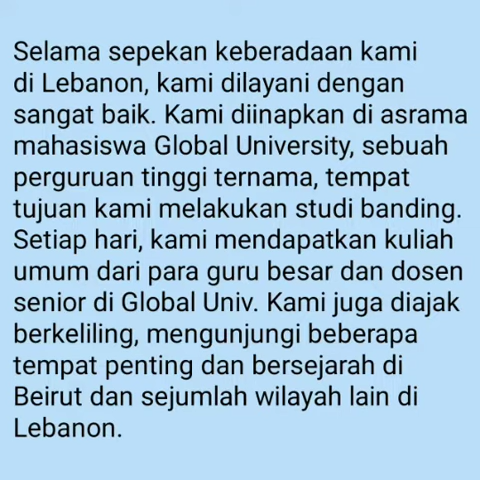 Selama sepekan keberadaan kami
di Lebanon, kami dilayani dengan
sangat baik. Kami diinapkan di asrama
mahasiswa Global University, sebuah
perguruan tinggi ternama, tempat
tujuan kami melakukan studi banding.
Setiap hari, kami mendapatkan kuliah
umum dari para guru besar dan dosen
senior di Global Univ. Kami juga diajak
berkeliling, mengunjungi beberapa
tempat penting dan bersejarah di
Beirut dan sejumlah wilayah lain di
Lebanon.